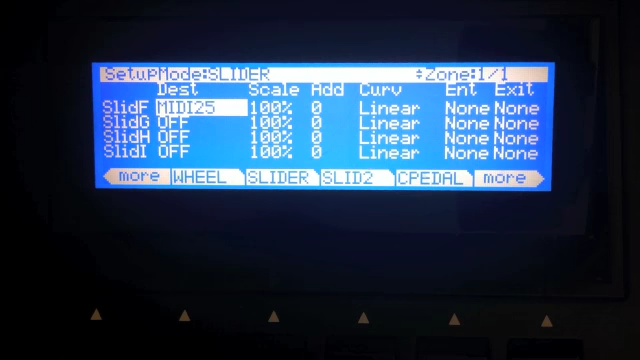 SetupMode:SLIDER ♦Zone:1/1
Dest Scale Add Curv Ent Exit
SlidF MIDI25 100% 0 Linear None None
SlidG OFF 100% 0 Linear None None
SlidH OFF 100% 0 Linear None None
SlidI OFF 100% 0 Linear None None
more WHEEL SLIDER SLID2 CPEDAL more